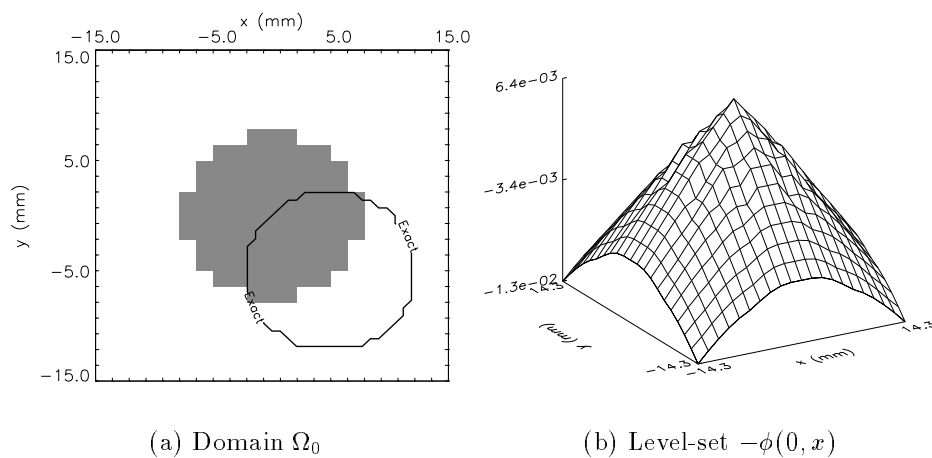 x (mm)
−15.0 −5.0 5.0 15.0
15.0
5.0
y (mm)
−5.0
−15.0
Exact
Exact
6.4e−03
−3.4e−03
−1.3e−02
14.3
y (mm)
−14.3
−14.3
x (mm)
14.3
(a) Domain Ω₀
(b) Level-set −ϕ(0, x)